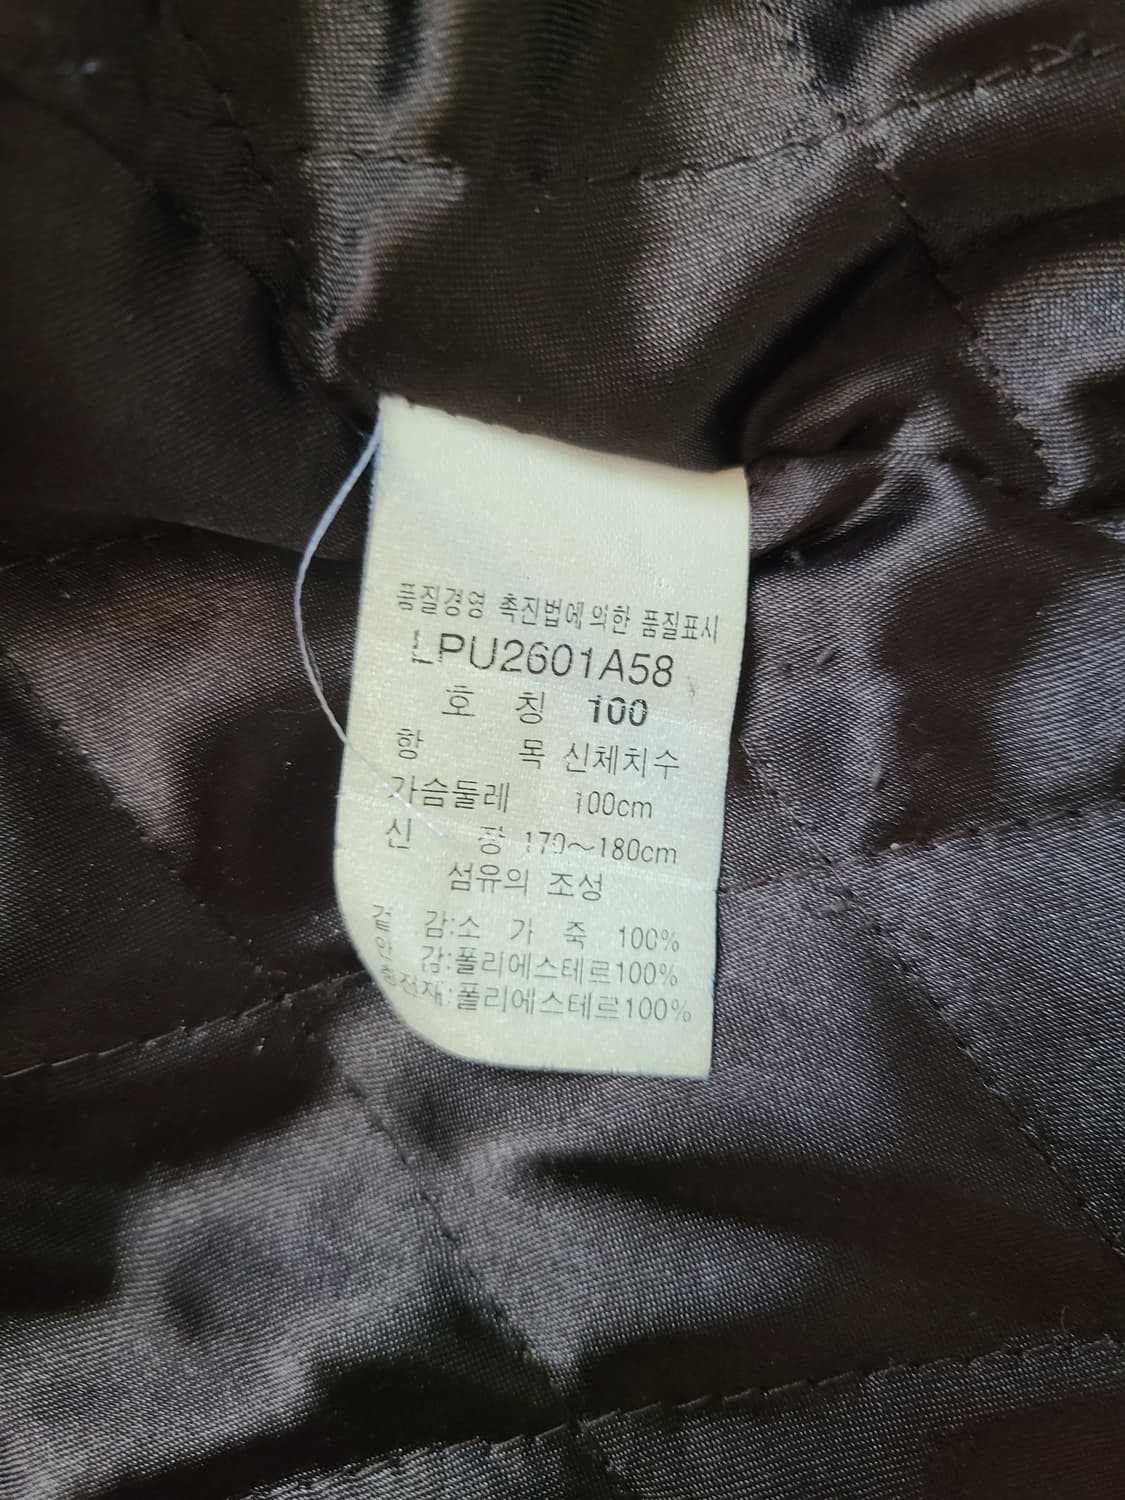 품질경영 촉진법에 의한 품질표시
LPU2601A58
호 칭 100
항 목 신체치수
가슴둘레 100cm
신 장 170~180cm
섬유의 조성
겉 감:소 가 죽 100%
안 감:폴리에스테르100%
충전재:폴리에스테르100%